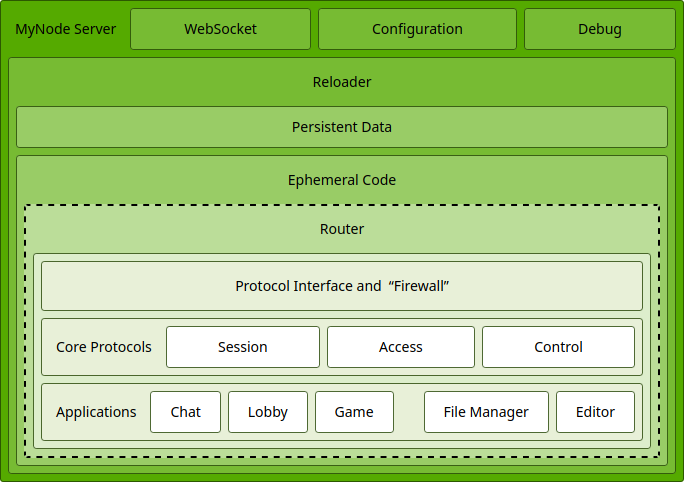 MyNode Server WebSocket Configuration Debug
Reloader
Persistent Data
Ephemeral Code
Router
Protocol Interface and “Firewall”
Core Protocols Session Access Control
Applications Chat Lobby Game File Manager Editor